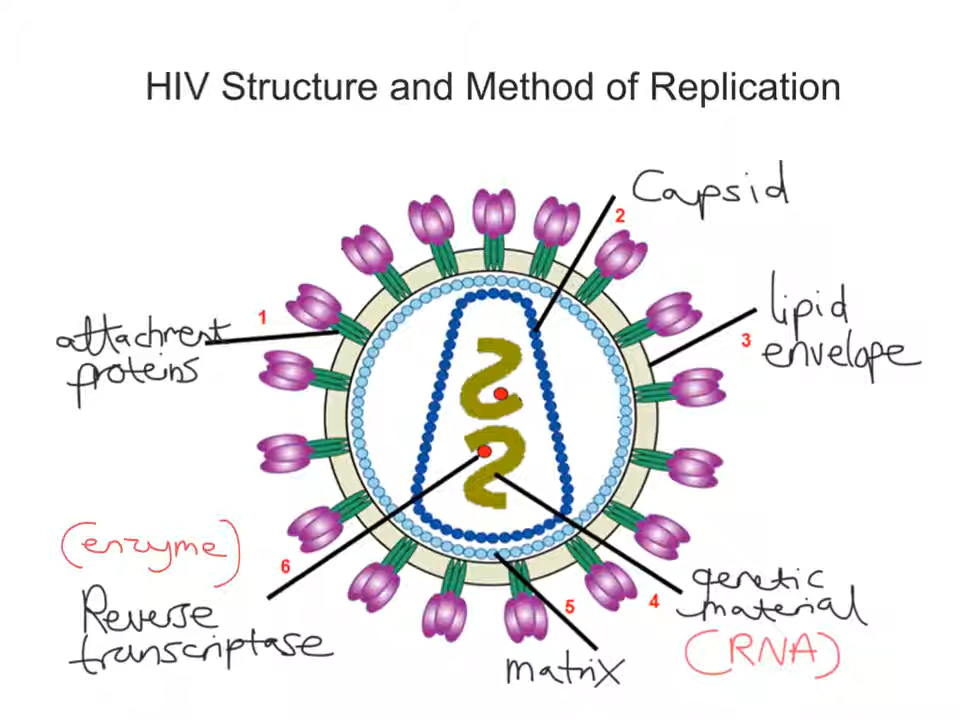 HIV Structure and Method of Replication
Capsid
2
1
attachment
proteins
lipid
envelope
3
(enzyme)
6
Reverse
transcriptase
5
matrix
4
genetic
material
(RNA)